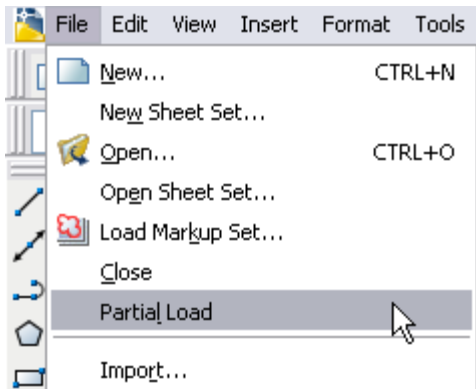 File Edit View Insert Format Tools
New... CTRL+N
New Sheet Set...
Open... CTRL+O
Open Sheet Set...
Load Markup Set...
Close
Partial Load
Import...